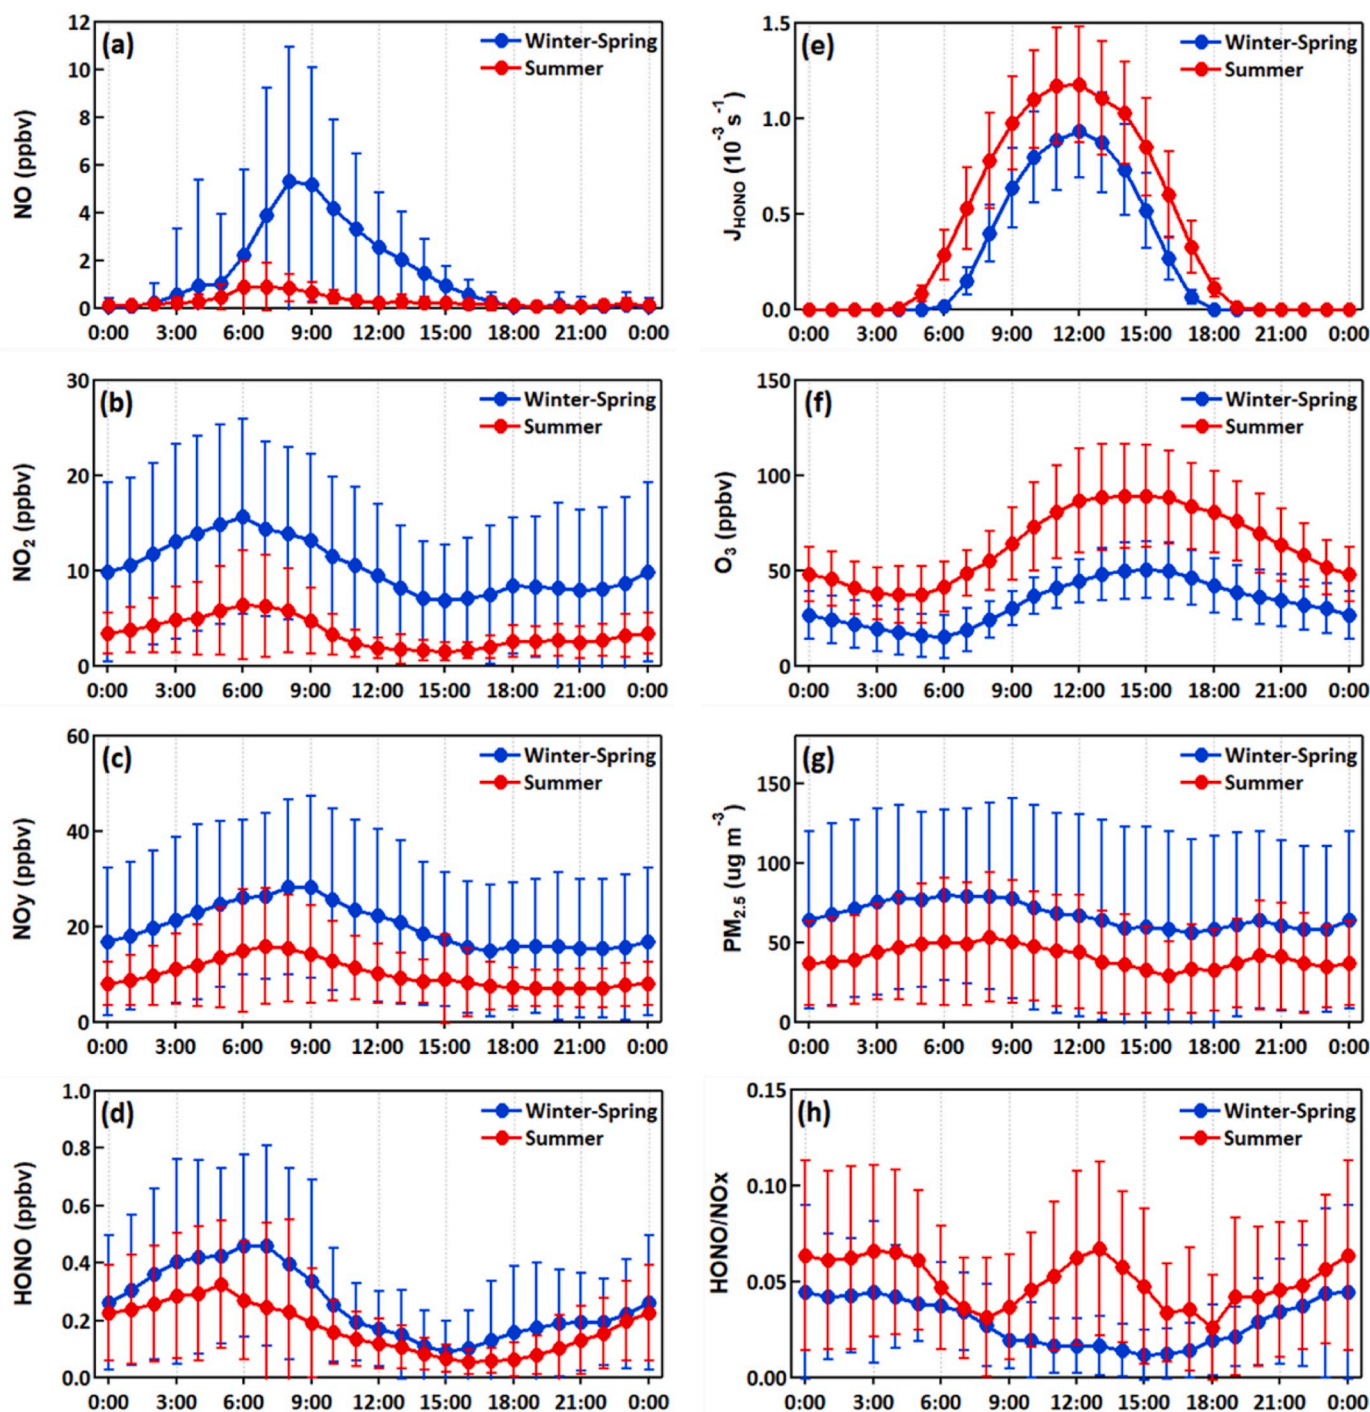 (a)
Winter-Spring
Summer
NO (ppbv)
12
10
8
6
4
2
0
0:00 3:00 6:00 9:00 12:00 15:00 18:00 21:00 0:00
(e)
Winter-Spring
Summer
J_HONO (10⁻³ s⁻¹)
1.5
1.0
0.5
0.0
0:00 3:00 6:00 9:00 12:00 15:00 18:00 21:00 0:00
(b)
Winter-Spring
Summer
NO₂ (ppbv)
30
20
10
0
0:00 3:00 6:00 9:00 12:00 15:00 18:00 21:00 0:00
(f)
Winter-Spring
Summer
O₃ (ppbv)
150
100
50
0
0:00 3:00 6:00 9:00 12:00 15:00 18:00 21:00 0:00
(c)
Winter-Spring
Summer
NOy (ppbv)
60
40
20
0
0:00 3:00 6:00 9:00 12:00 15:00 18:00 21:00 0:00
(g)
Winter-Spring
Summer
PM₂.₅ (ug m⁻³)
150
100
50
0
0:00 3:00 6:00 9:00 12:00 15:00 18:00 21:00 0:00
(d)
Winter-Spring
Summer
HONO (ppbv)
1.0
0.8
0.6
0.4
0.2
0.0
0:00 3:00 6:00 9:00 12:00 15:00 18:00 21:00 0:00
(h)
Winter-Spring
Summer
HONO/NOx
0.15
0.10
0.05
0.00
0:00 3:00 6:00 9:00 12:00 15:00 18:00 21:00 0:00